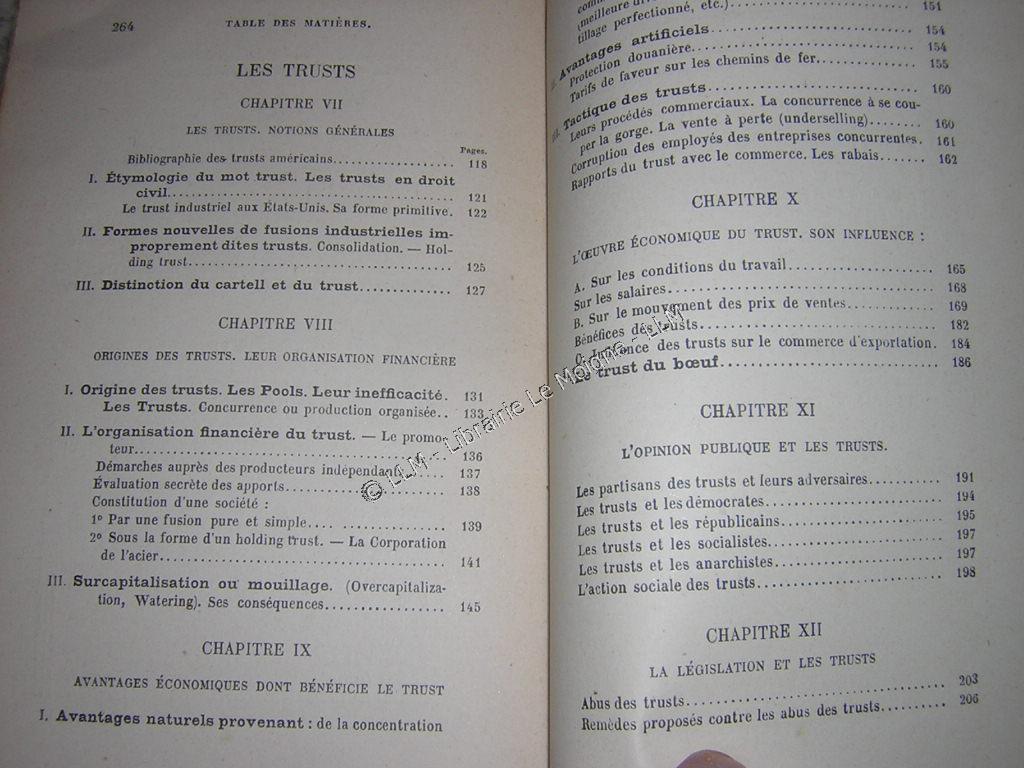 264 TABLE DES MATIÈRES.
LES TRUSTS
CHAPITRE VII
LES TRUSTS. NOTIONS GÉNÉRALES
Pages.
Bibliographie des trusts américains.................. 118
I. Étymologie du mot trust. Les trusts en droit
civil.......................................... 121
Le trust industriel aux États-Unis. Sa forme primitive. 122
II. Formes nouvelles de fusions industrielles im-
proprement dites trusts. Consolidation. — Hol-
ding trust..................................... 125
III. Distinction du cartell et du trust.............. 127
CHAPITRE VIII
ORIGINES DES TRUSTS. LEUR ORGANISATION FINANCIÈRE
I. Origine des trusts. Les Pools. Leur inefficacité. 131
Les Trusts. Concurrence ou production organisée.. 133
II. L'organisation financière du trust. — Le promo-
teur........................................... 136
Démarches auprès des producteurs indépendants...... 137
Évaluation secrète des apports....................... 138
Constitution d'une société :
1º Par une fusion pure et simple.... ................ 139
2º Sous la forme d'un holding trust. — La Corporation
de l'acier........................................ 141
III. Surcapitalisation ou mouillage. (Overcapitaliza-
tion, Watering). Ses conséquences................. 145
CHAPITRE IX
AVANTAGES ÉCONOMIQUES DONT BÉNÉFICIE LE TRUST
I. Avantages naturels provenant : de la concentration
(meilleure
tillage perfectionné, etc.).......................... 151
II. Avantages artificiels............................ 154
Protection douanière................................ 154
Tarifs de faveur sur les chemins de fer.............. 155
III. Tactique des trusts............................. 160
Leurs procédés commerciaux. La concurrence à se cou-
per la gorge. La vente à perte (underselling)........ 160
Corruption des employés des entreprises concurrentes. 161
Rapports du trust avec le commerce. Les rabais....... 162
CHAPITRE X
L'ŒUVRE ÉCONOMIQUE DU TRUST. SON INFLUENCE :
A. Sur les conditions du travail..................... 165
Sur les salaires..................................... 168
B. Sur le mouvement des prix de ventes............... 169
Bénéfices des trusts................................. 182
C. Influence des trusts sur le commerce d'exportation. 184
Le trust du bœuf..................................... 186
CHAPITRE XI
L'OPINION PUBLIQUE ET LES TRUSTS.
Les partisans des trusts et leurs adversaires........ 191
Les trusts et les démocrates......................... 194
Les trusts et les républicains....................... 195
Les trusts et les socialistes........................ 197
Les trusts et les anarchistes........................ 197
L'action sociale des trusts.......................... 198
CHAPITRE XII
LA LÉGISLATION ET LES TRUSTS
Abus des trusts...................................... 203
Remèdes proposés contre les abus des trusts.......... 206
© LLM - Librairie Le Molorie - LLM